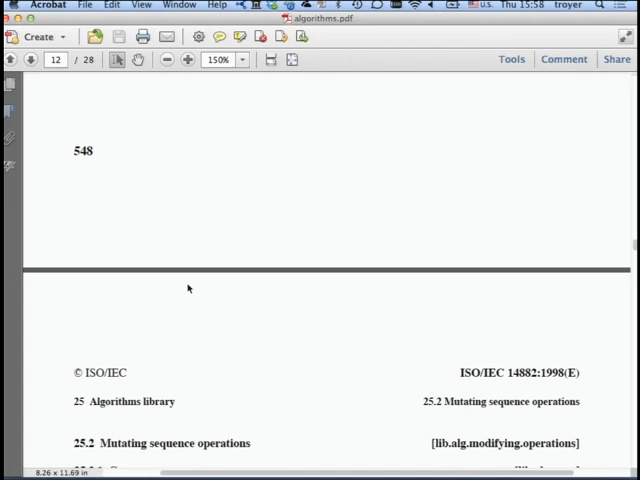 Acrobat File Edit View Window Help U.S. Thu 15:58 troyer
algorithms.pdf
Create
12 / 28 150% Tools Comment Share
548
© ISO/IEC ISO/IEC 14882:1998(E)
25 Algorithms library 25.2 Mutating sequence operations
25.2 Mutating sequence operations [lib.alg.modifying.operations]
8.26 x 11.69 in